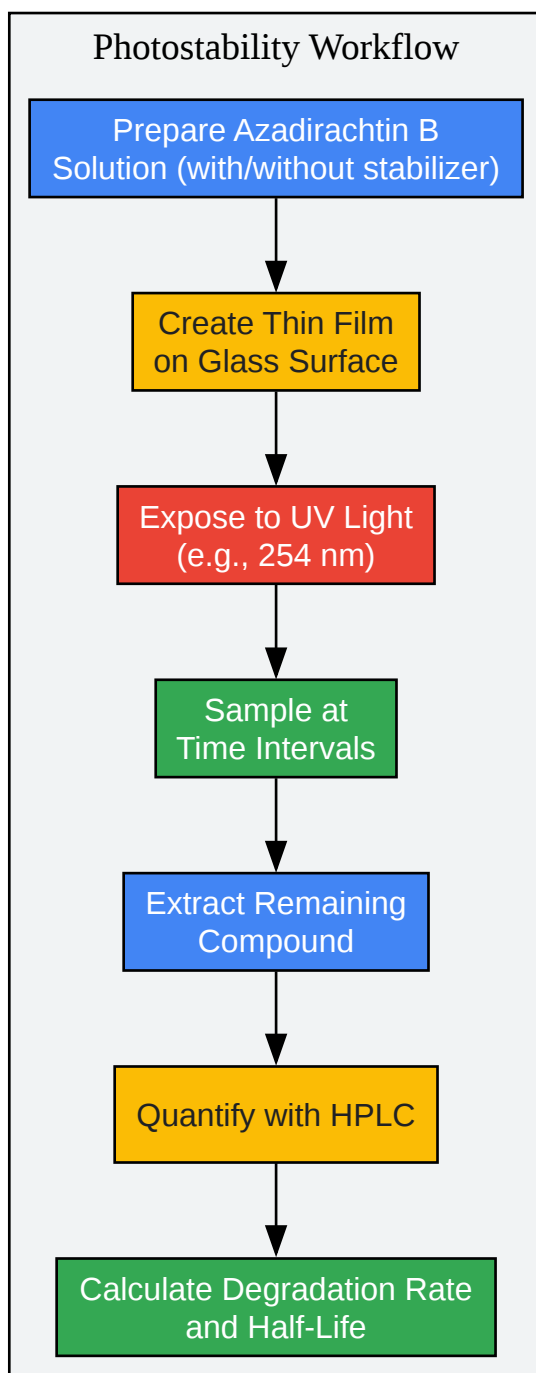 Photostability Workflow
Prepare Azadirachtin B
Solution (with/without stabilizer)
Create Thin Film
on Glass Surface
Expose to UV Light
(e.g., 254 nm)
Sample at
Time Intervals
Extract Remaining
Compound
Quantify with HPLC
Calculate Degradation Rate
and Half-Life